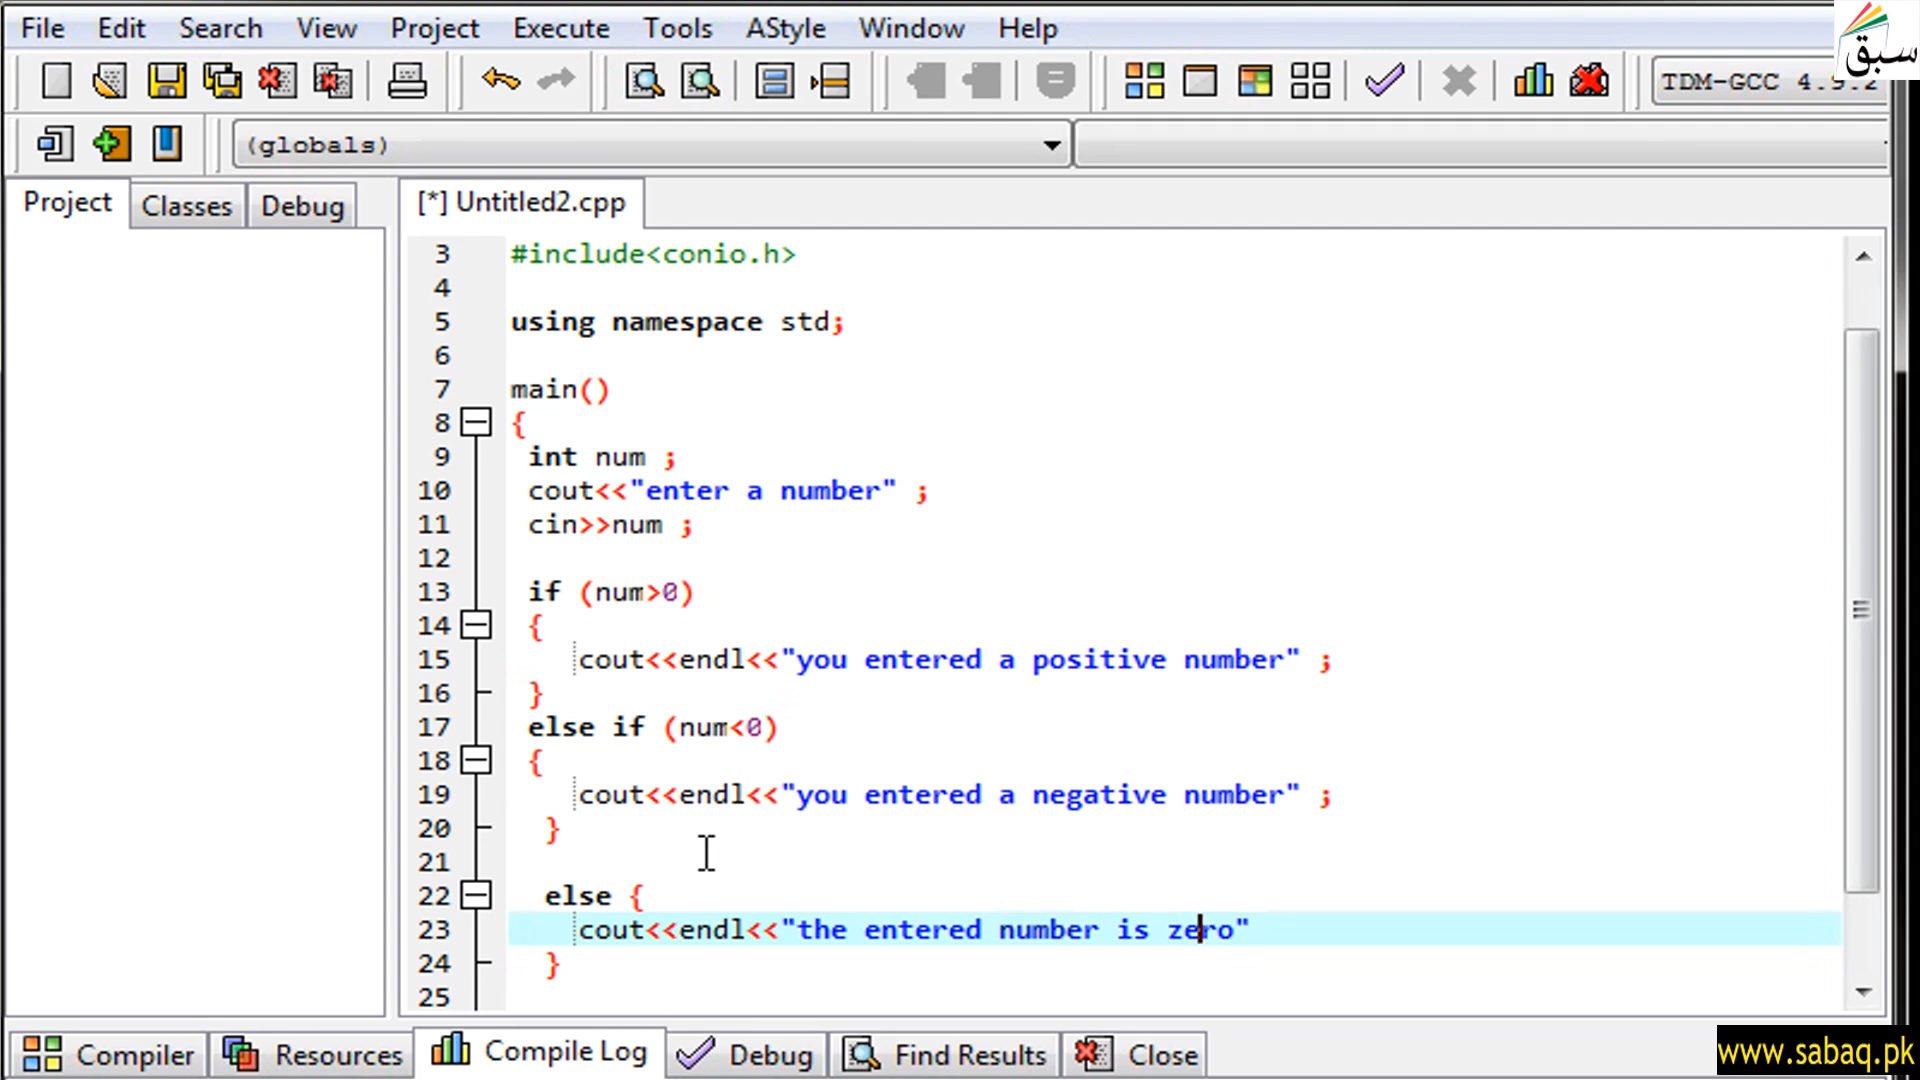 File Edit Search View Project Execute Tools AStyle Window Help
سبق
TDM-GCC 4.9.2
(globals)
Project Classes Debug [*] Untitled2.cpp
3 #include<conio.h>
4
5 using namespace std;
6
7 main()
8 {
9 int num ;
10 cout<<"enter a number" ;
11 cin>>num ;
12
13 if (num>0)
14 {
15 cout<<endl<<"you entered a positive number" ;
16 }
17 else if (num<0)
18 {
19 cout<<endl<<"you entered a negative number" ;
20 }
21
22 else {
23 cout<<endl<<"the entered number is zero"
24 }
25
Compiler Resources Compile Log Debug Find Results Close
www.sabaq.pk